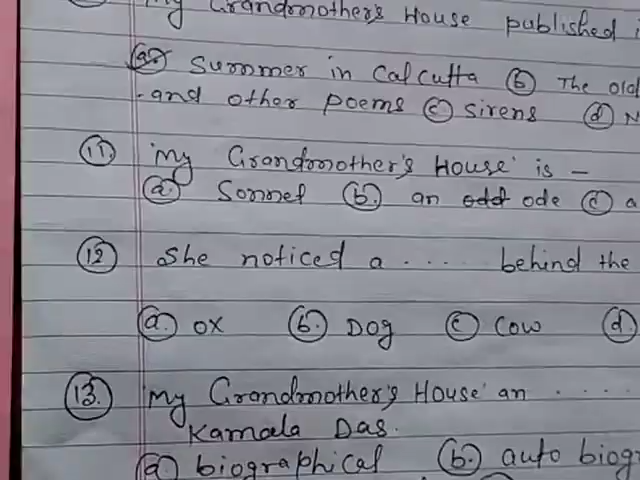 My Grandmother's House published i
(a) Summer in Calcutta (b) The old
and other poems (c) Sirens (d) N
11 'My Grandmother's House' is -
(a.) Sonnet (b.) an odd ode (c) a
12 She noticed a .... behind the
(a.) ox (b.) Dog (c) Cow (d.)
13. 'My Grandmother's House' an ....
Kamala Das.
(a) biographical (b.) auto biogr